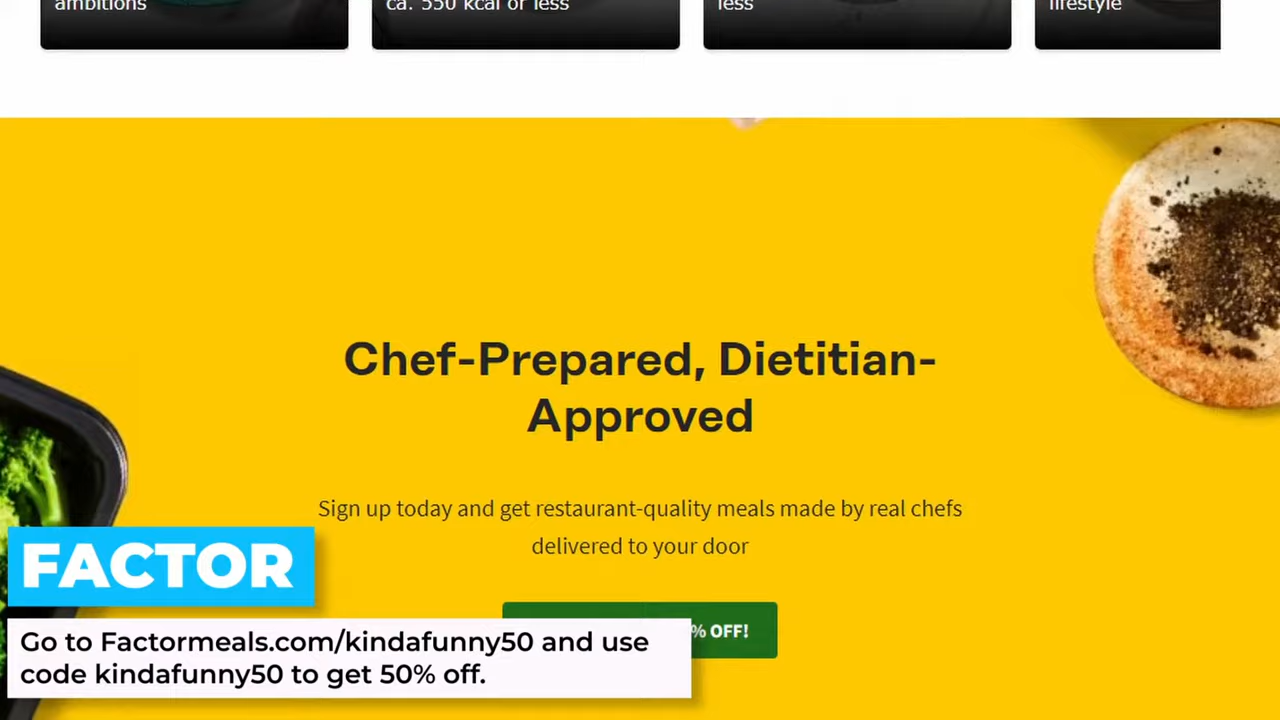 ambitions
ca. 550 kcal or less
less
lifestyle
Chef-Prepared, Dietitian-
Approved
Sign up today and get restaurant-quality meals made by real chefs
delivered to your door
% OFF!
FACTOR
Go to Factormeals.com/kindafunny50 and use
code kindafunny50 to get 50% off.